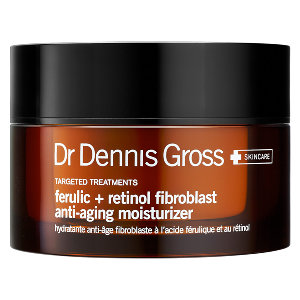 Dr Dennis Gross + SKINCARE
TARGETED TREATMENTS
ferulic + retinol fibroblast
anti-aging moisturizer
hydratante anti-âge fibroblaste à l'acide férulique et au rétinol